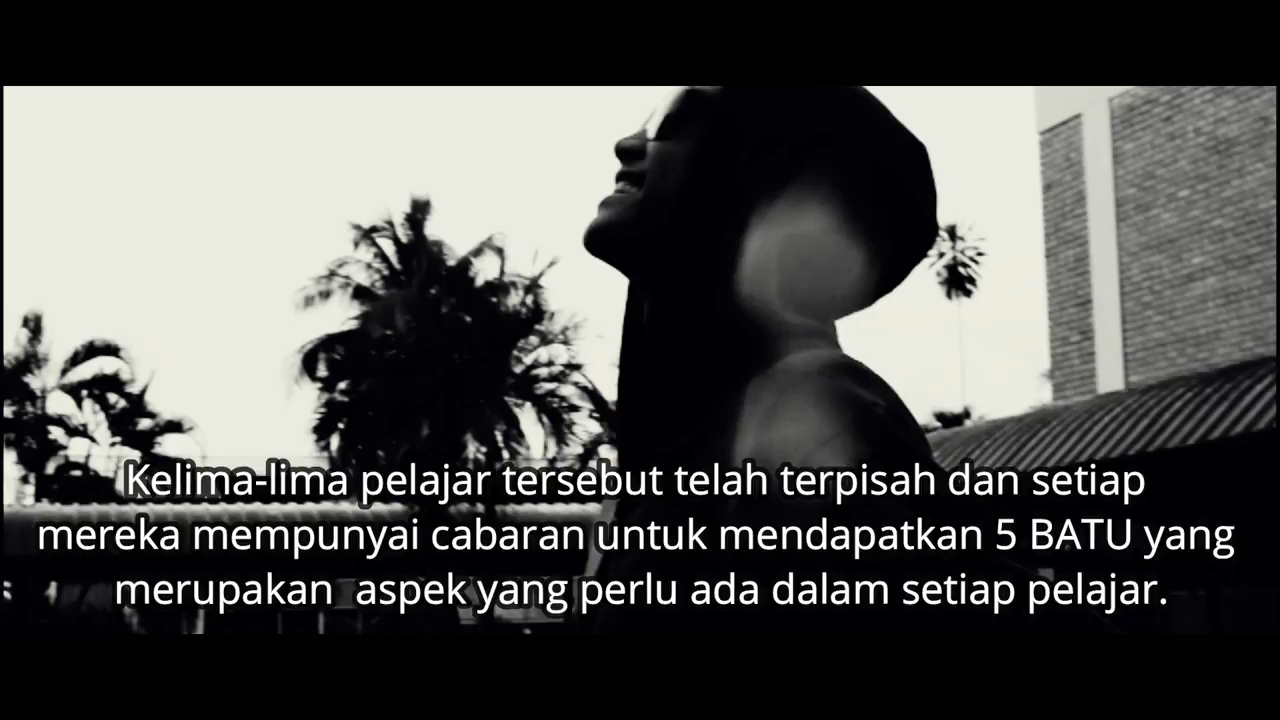 Kelima-lima pelajar tersebut telah terpisah dan setiap
mereka mempunyai cabaran untuk mendapatkan 5 BATU yang
merupakan  aspek yang perlu ada dalam setiap pelajar.